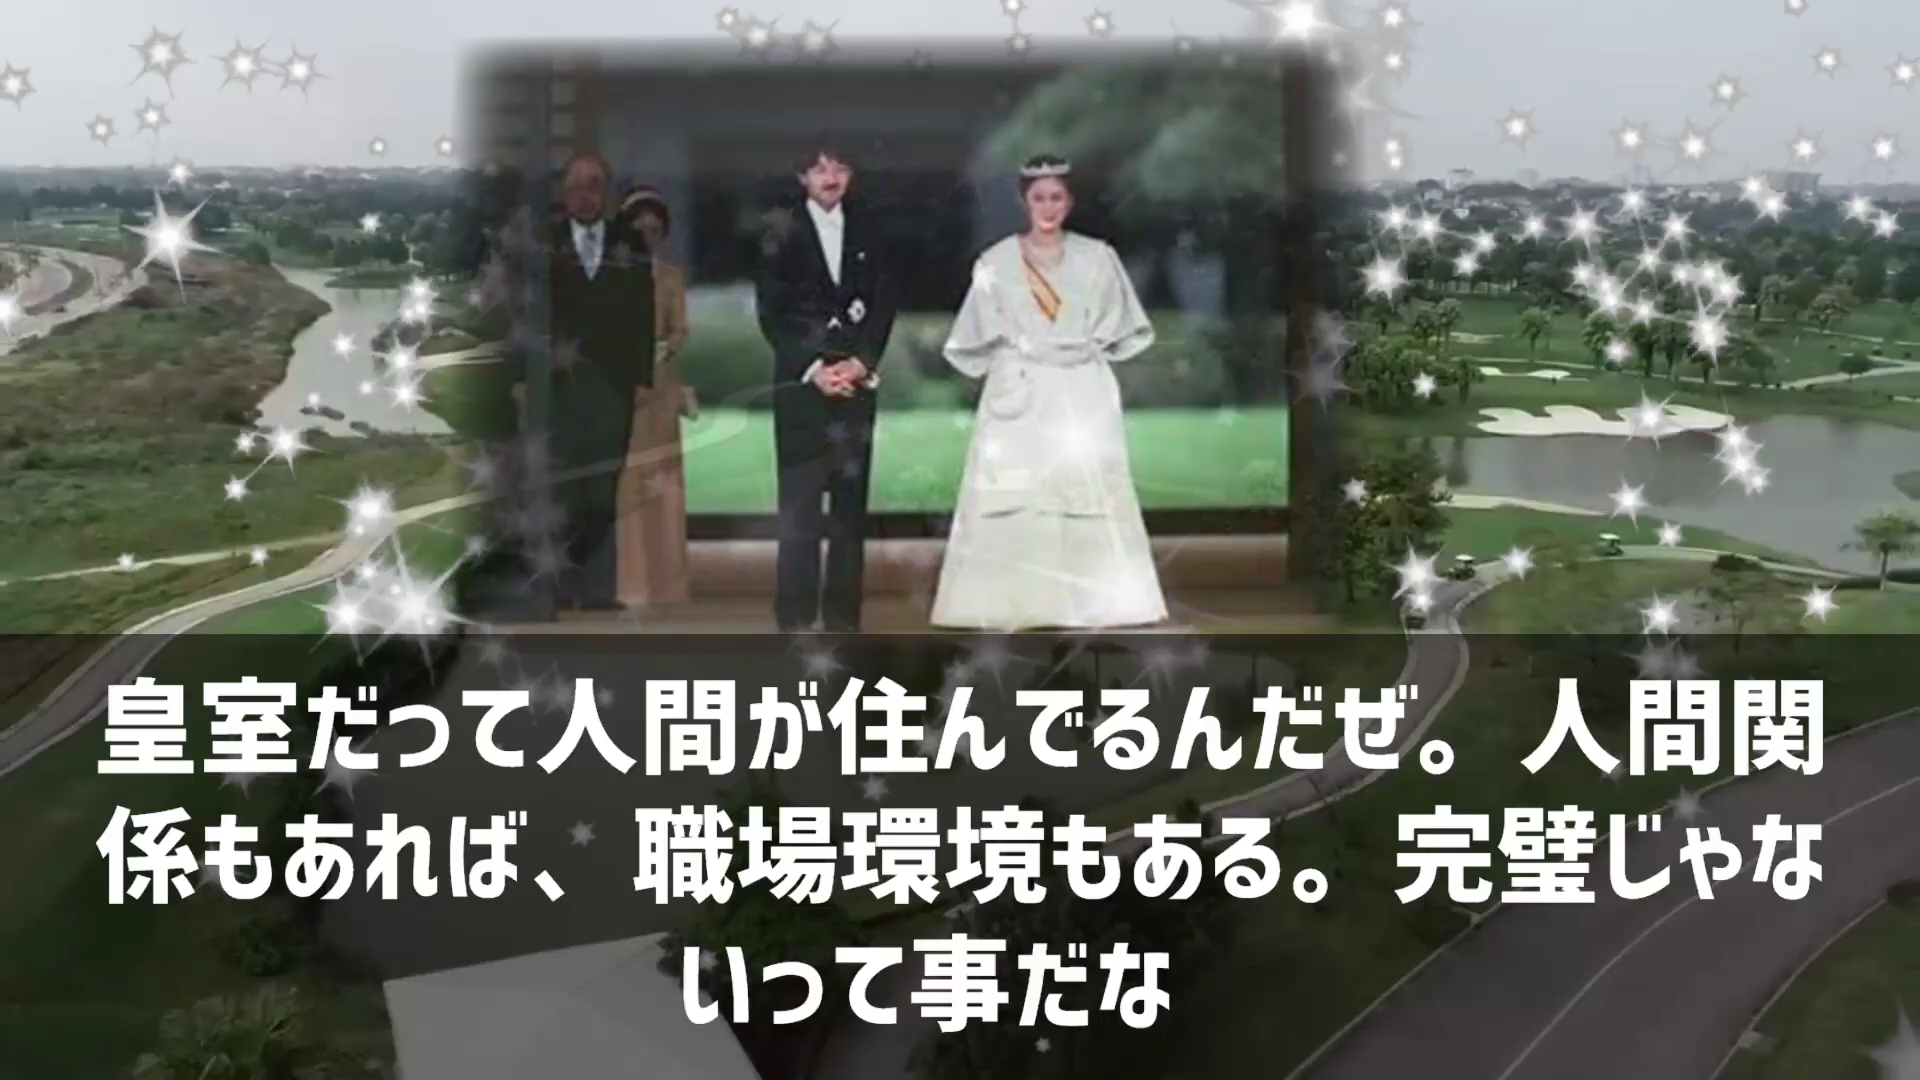 皇室だって人間が住んでるんだぜ。人間関
係もあれば、職場環境もある。完璧じゃな
いって事だな